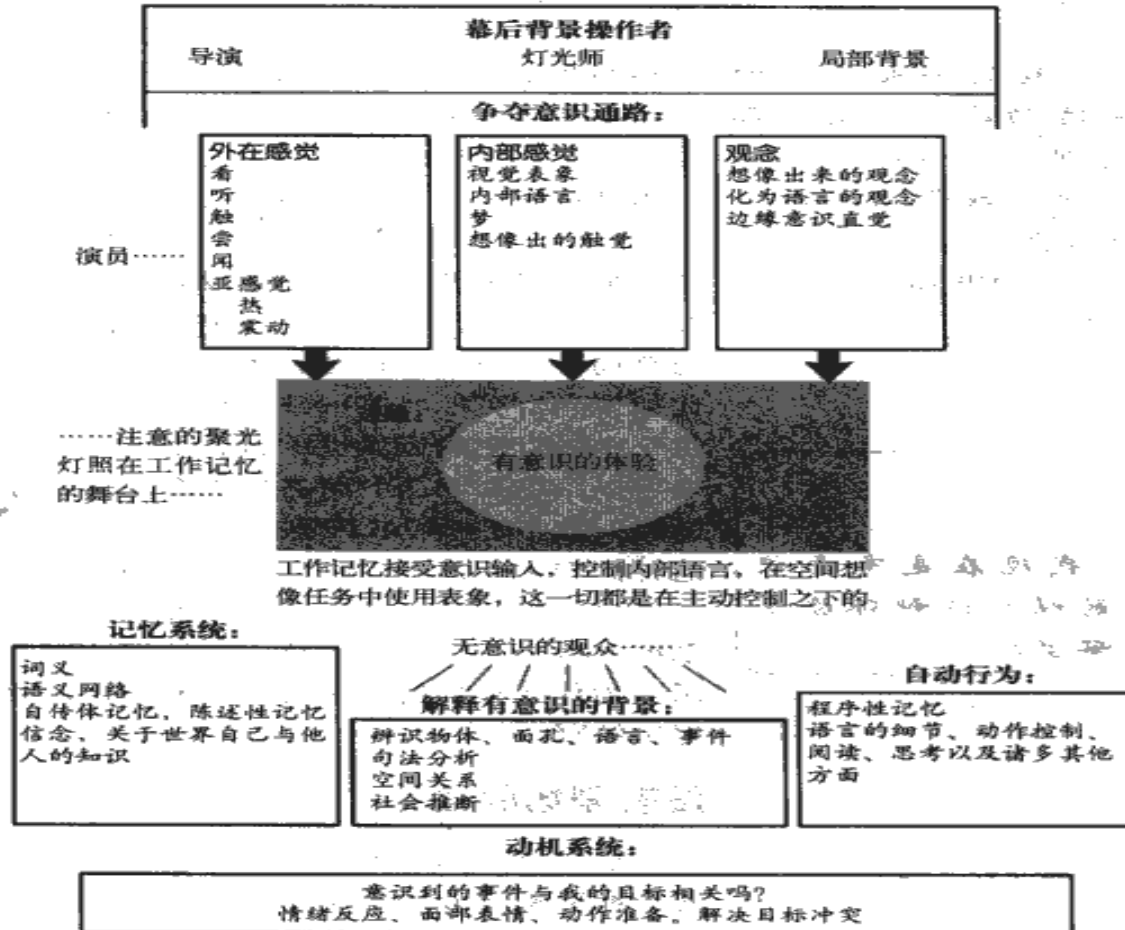 幕后背景操作者
导演 灯光师 局部背景
争夺意识通路：
外在感觉
看
听
触
尝
闻
亚感觉
热
震动
内部感觉
视觉表象
内部语言
梦
想像出的触觉
观念
想像出来的观念
化为语言的观念
边缘意识直觉
演员……
……注意的聚光
灯照在工作记忆
的舞台上……
有意识的体验
工作记忆接受意识输入，控制内部语言，在空间想
像任务中使用表象，这一切都是在主动控制之下的
无意识的观众……
记忆系统：
词义
语义网络
自传体记忆、陈述性记忆
信念、关于世界自己与他
人的知识
解释有意识的背景：
辨识物体、面孔、语言、事件
句法分析
空间关系
社会推断
自动行为：
程序性记忆
语言的细节、动作控制、
阅读、思考以及诸多其他
方面
动机系统：
意识到的事件与我的目标相关吗？
情绪反应、面部表情、动作准备。解决目标冲突